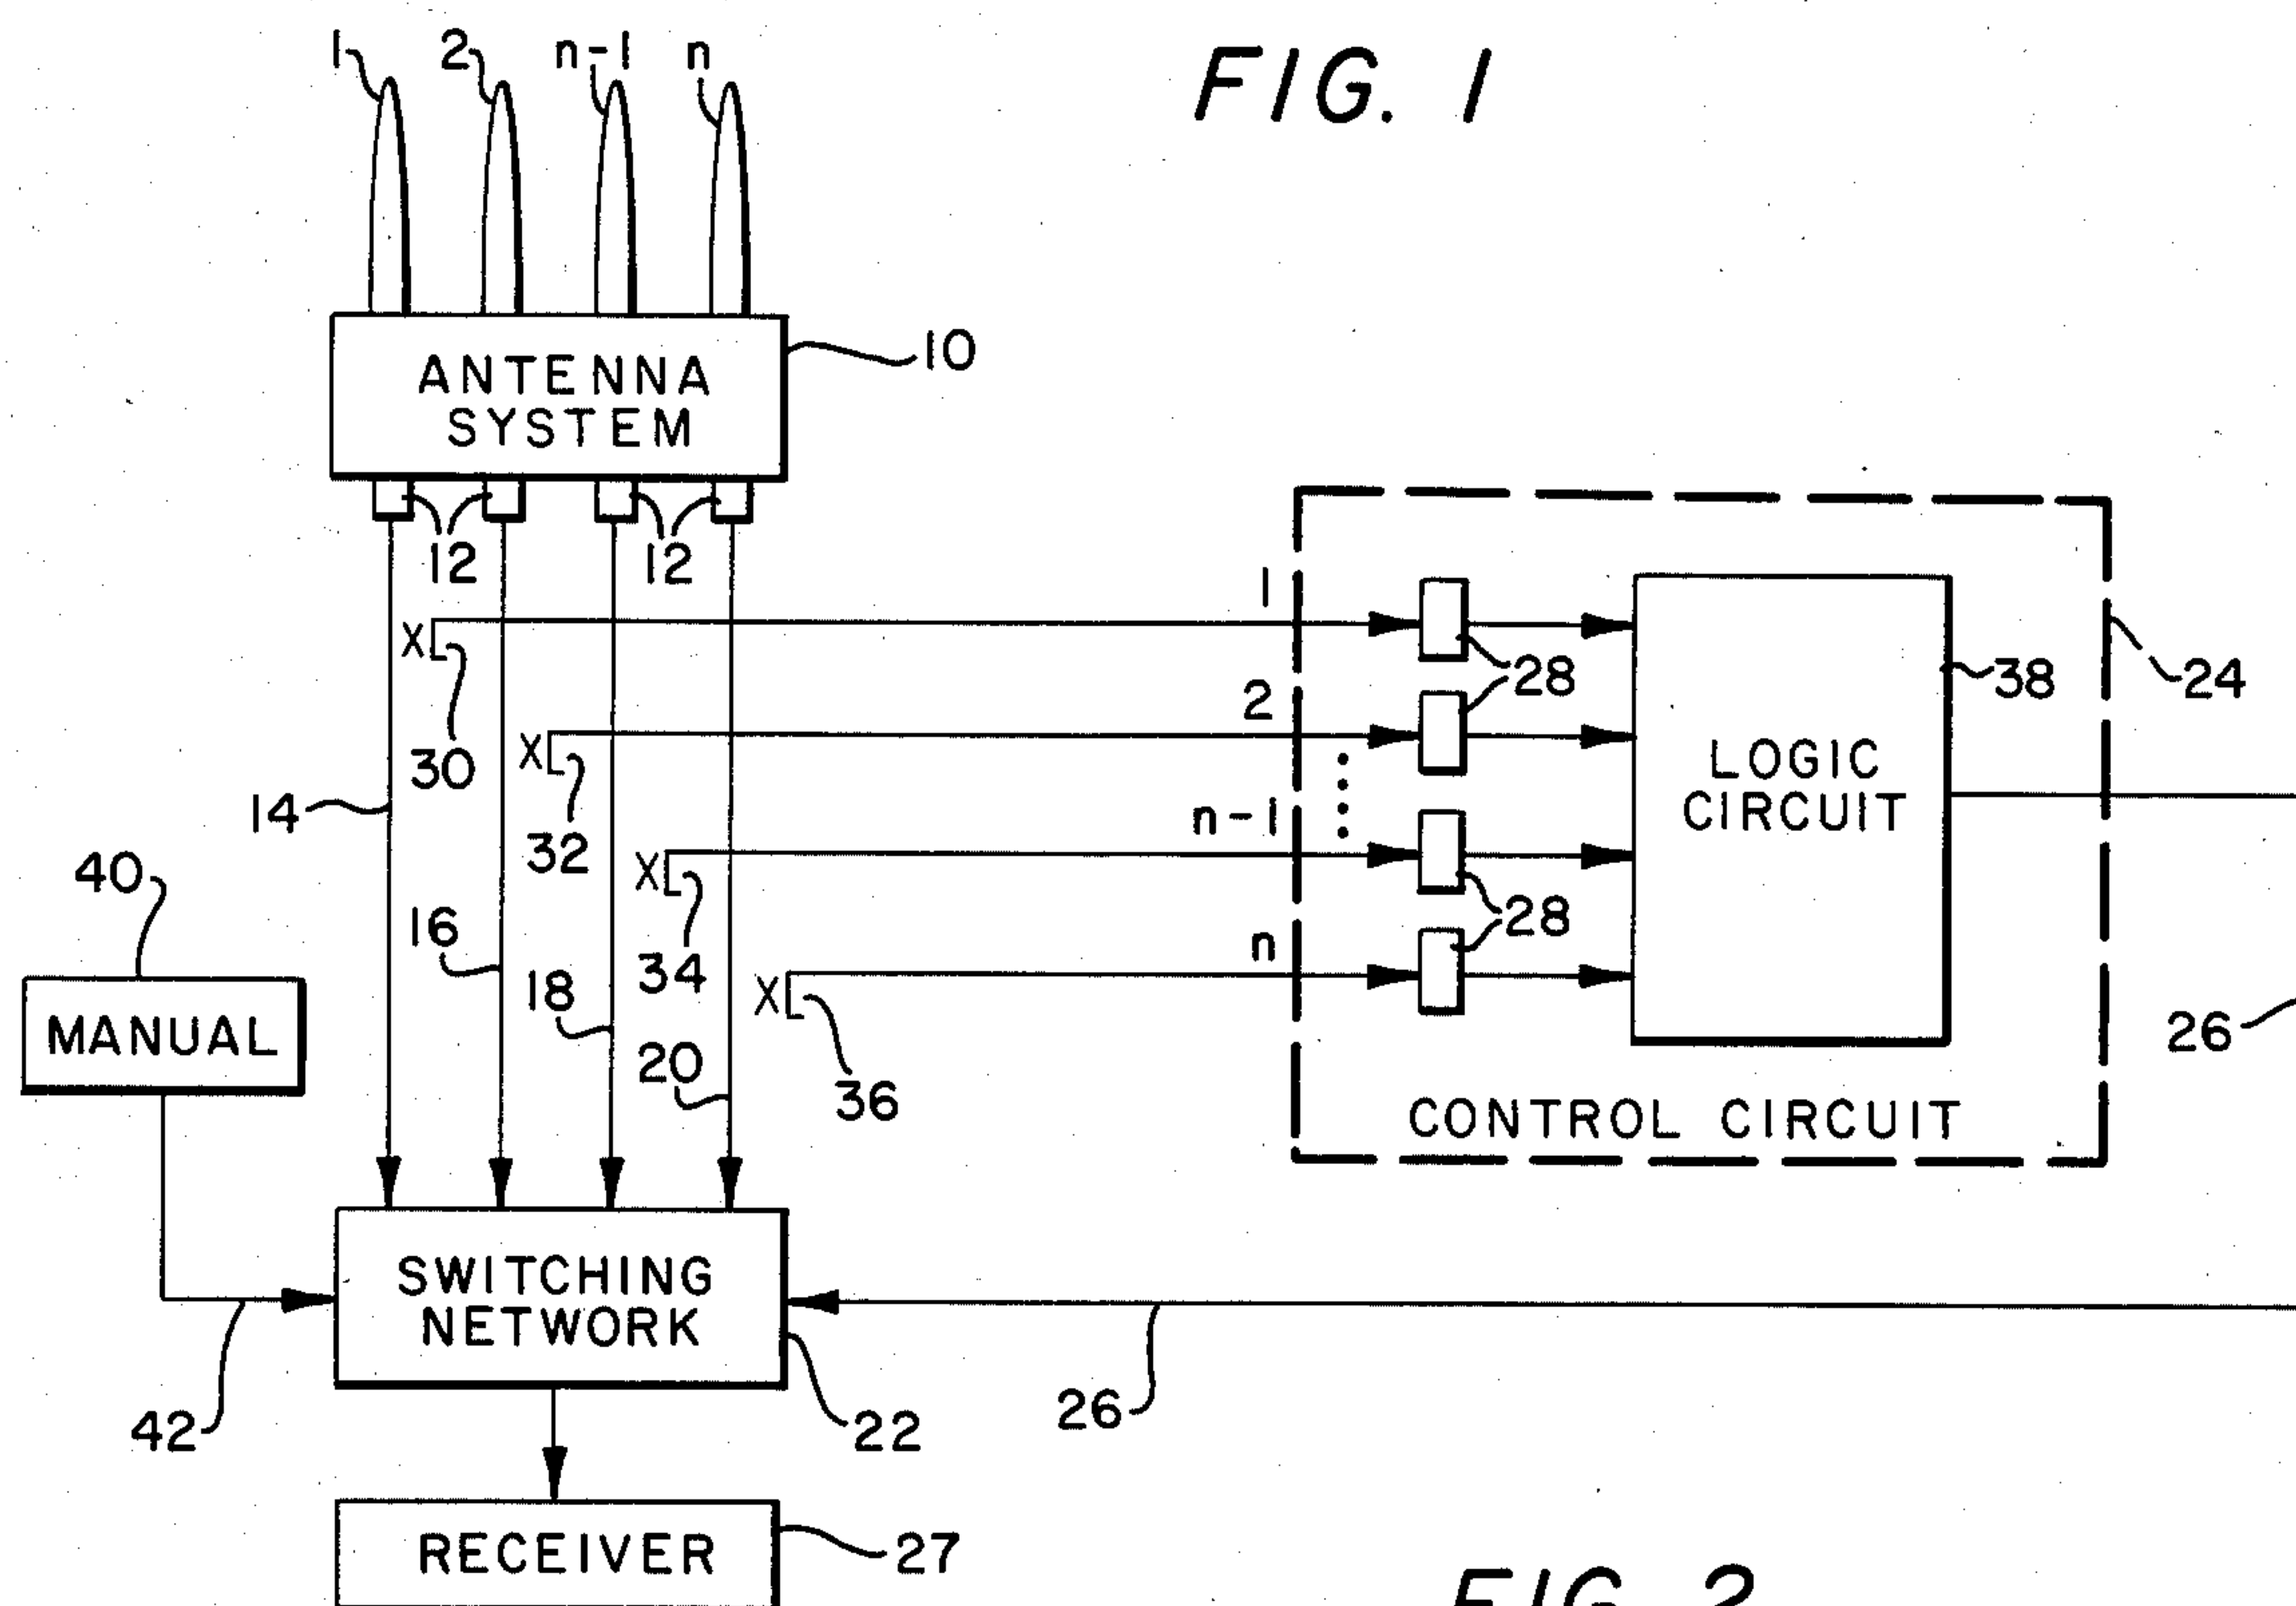 FIG. 1
1 2 n-1 n
ANTENNA
SYSTEM
10
12 12
1
30
28
38
24
2
14
32
LOGIC
CIRCUIT
n-1
40
16
34
28
n
18
MANUAL
26
20
36
CONTROL CIRCUIT
SWITCHING
NETWORK
42
22
26
RECEIVER
27
FIG. 2